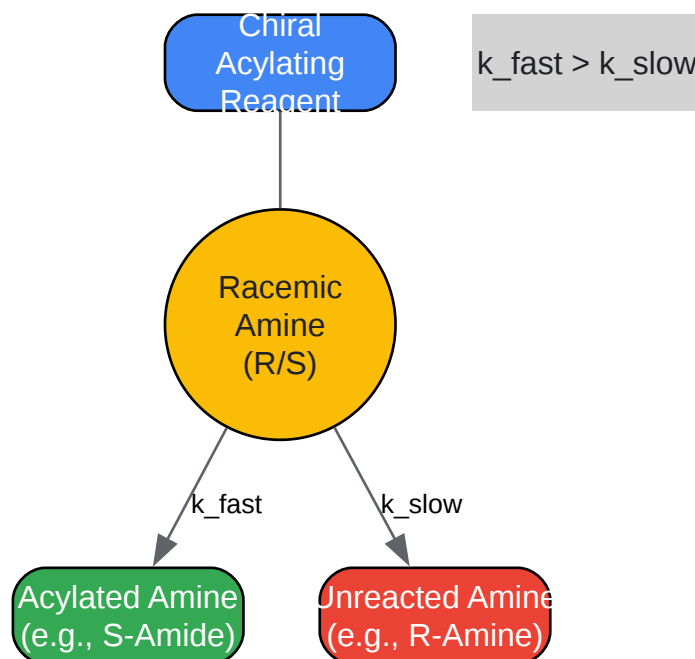 Chiral
Acylating
Reagent
k_fast > k_slow
Racemic
Amine
(R/S)
k_fast
k_slow
Acylated Amine
(e.g., S-Amide)
Unreacted Amine
(e.g., R-Amine)